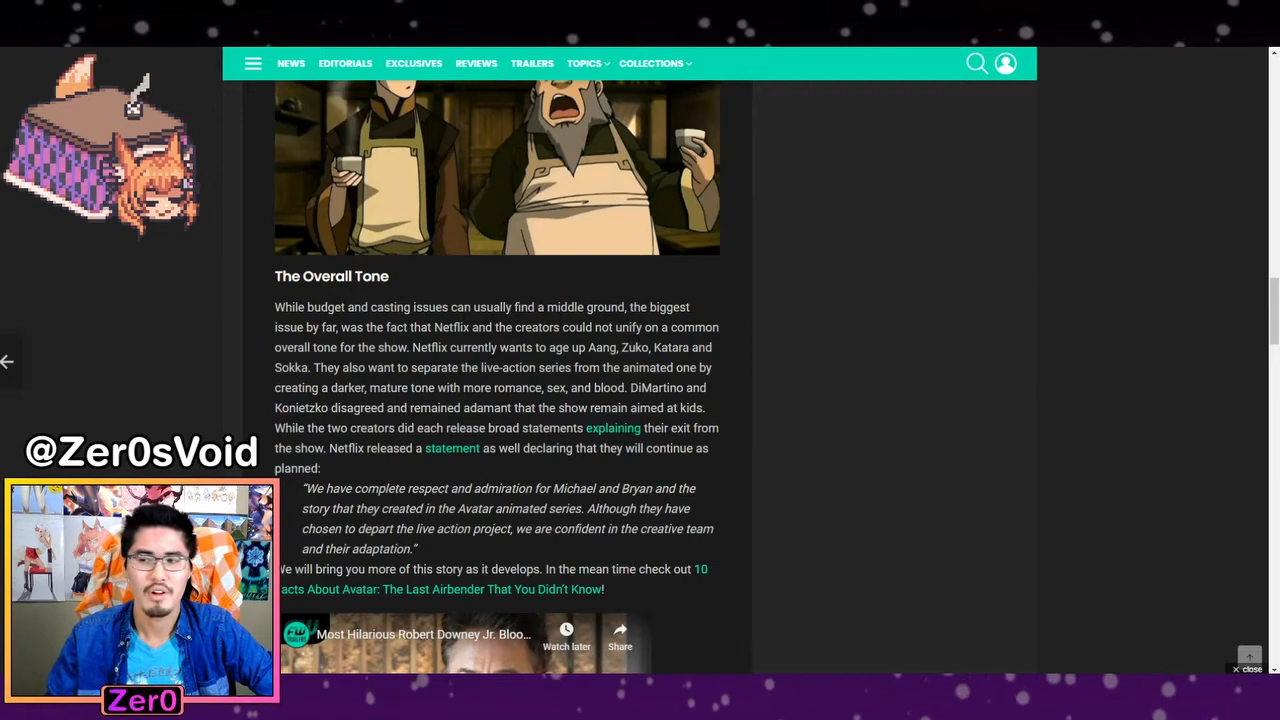 NEWS EDITORIALS EXCLUSIVES REVIEWS TRAILERS TOPICS COLLECTIONS
The Overall Tone
While budget and casting issues can usually find a middle ground, the biggest
issue by far, was the fact that Netflix and the creators could not unify on a common
overall tone for the show. Netflix currently wants to age up Aang, Zuko, Katara and
Sokka. They also want to separate the live-action series from the animated one by
creating a darker, mature tone with more romance, sex, and blood. DiMartino and
Konietzko disagreed and remained adamant that the show remain aimed at kids.
While the two creators did each release broad statements explaining their exit from
the show. Netflix released a statement as well declaring that they will continue as
planned:
“We have complete respect and admiration for Michael and Bryan and the
story that they created in the Avatar animated series. Although they have
chosen to depart the live action project, we are confident in the creative team
and their adaptation.”
We will bring you more of this story as it develops. In the mean time check out 10
acts About Avatar: The Last Airbender That You Didn’t Know!
FW TRAILERS
Most Hilarious Robert Downey Jr. Bloo...
Watch later
Share
× close
@Zer0sVoid
Zer0